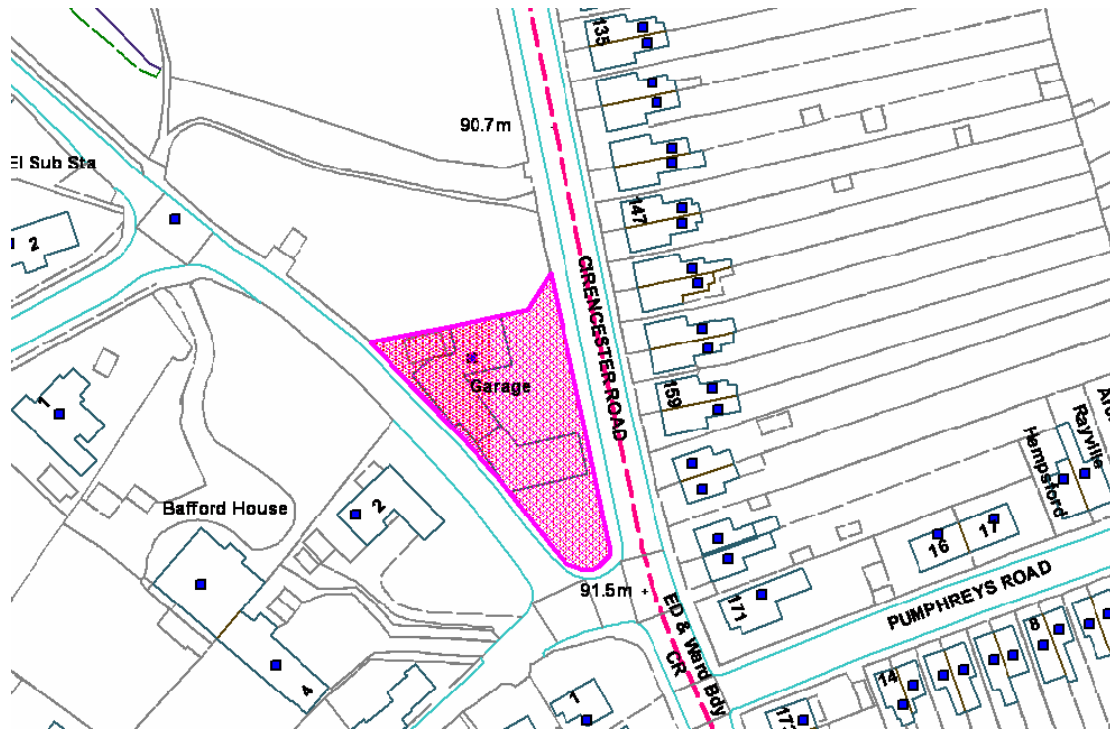 135
90.7m
El Sub Sta
2
147
CIRENCESTER ROAD
Garage
159
1
Hempsford
Rayville
Bafford House
2
16
17
91.5m
171
PUMPHREYS ROAD
ED & Ward Bdy
CR
8
4
14
1